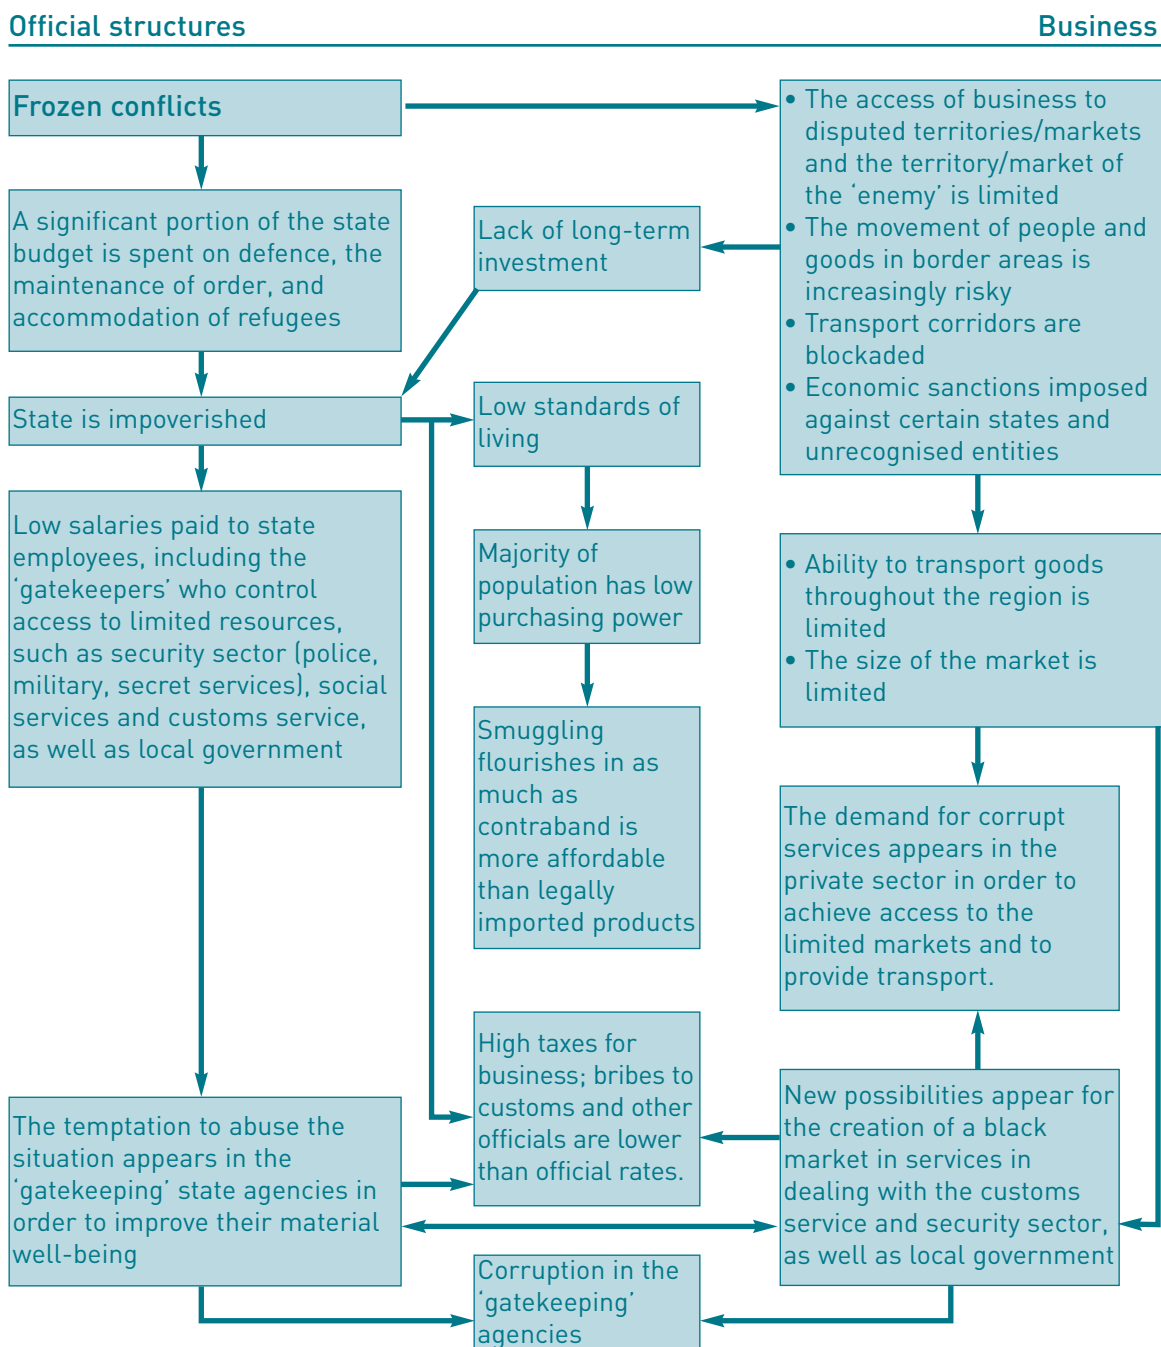 Official structures
Business
Frozen conflicts
A significant portion of the state
budget is spent on defence, the
maintenance of order, and
accommodation of refugees
State is impoverished
Low salaries paid to state
employees, including the
‘gatekeepers’ who control
access to limited resources,
such as security sector (police,
military, secret services), social
services and customs service,
as well as local government
The temptation to abuse the
situation appears in the
‘gatekeeping’ state agencies in
order to improve their material
well-being
Lack of long-term
investment
Low standards of
living
Majority of
population has low
purchasing power
Smuggling
flourishes in as
much as
contraband is
more affordable
than legally
imported products
High taxes for
business; bribes to
customs and other
officials are lower
than official rates.
Corruption in the
‘gatekeeping’
agencies
• The access of business to
disputed territories/markets
and the territory/market of
the ‘enemy’ is limited
• The movement of people and
goods in border areas is
increasingly risky
• Transport corridors are
blockaded
• Economic sanctions imposed
against certain states and
unrecognised entities
• Ability to transport goods
throughout the region is
limited
• The size of the market is
limited
The demand for corrupt
services appears in the
private sector in order to
achieve access to the
limited markets and to
provide transport.
New possibilities appear for
the creation of a black
market in services in
dealing with the customs
service and security sector,
as well as local government